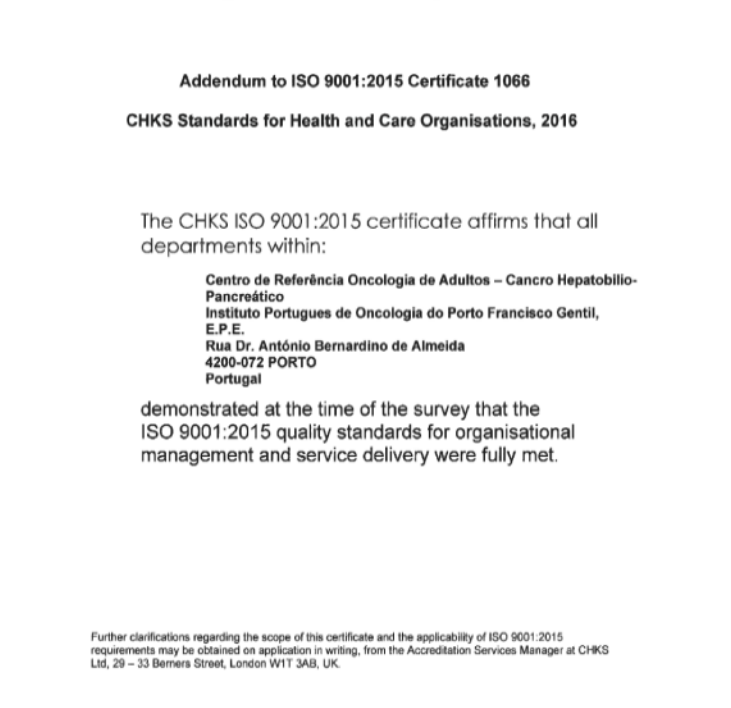 Addendum to ISO 9001:2015 Certificate 1066
CHKS Standards for Health and Care Organisations, 2016
The CHKS ISO 9001:2015 certificate affirms that all
departments within:
Centro de Referência Oncologia de Adultos – Cancro Hepatobilio-
Pancreático
Instituto Portugues de Oncologia do Porto Francisco Gentil,
E.P.E.
Rua Dr. António Bernardino de Almeida
4200-072 PORTO
Portugal
demonstrated at the time of the survey that the
ISO 9001:2015 quality standards for organisational
management and service delivery were fully met.
Further clarifications regarding the scope of this certificate and the applicability of ISO 9001:2015
requirements may be obtained on application in writing, from the Accreditation Services Manager at CHKS
Ltd, 29 – 33 Berners Street, London W1T 3AB, UK.